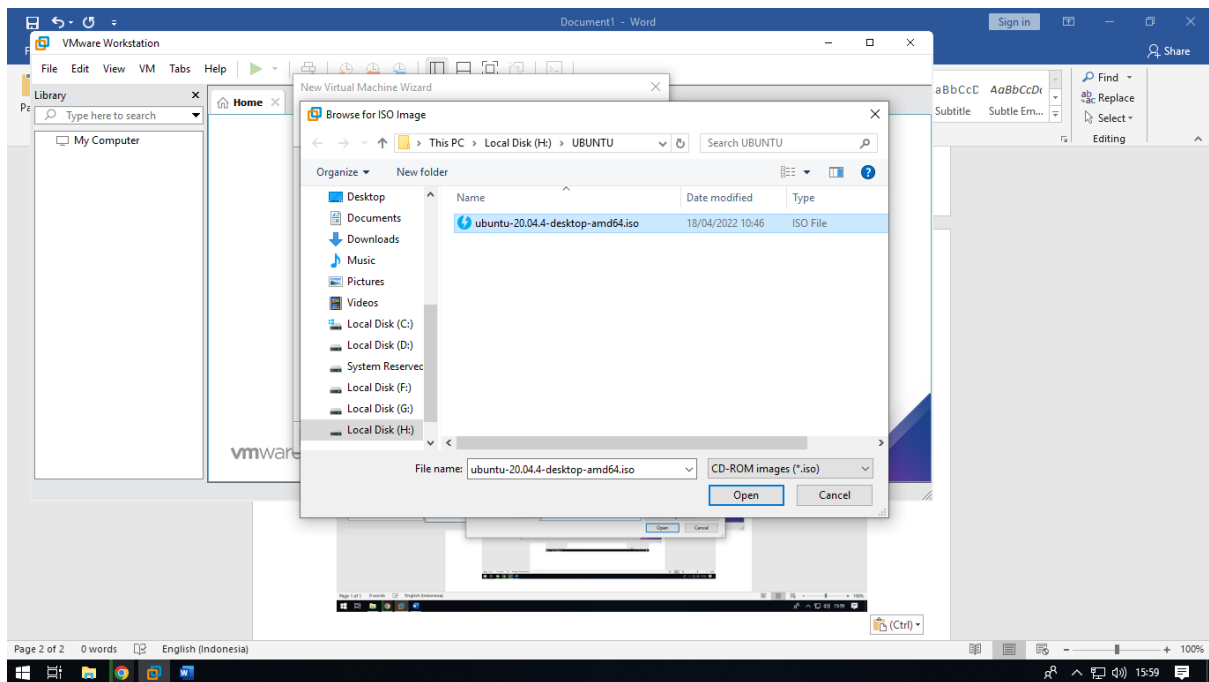 Document1 - Word
Sign in
Share
VMware Workstation
File Edit View VM Tabs Help
Library
Home
Type here to search
My Computer
New Virtual Machine Wizard
Browse for ISO Image
This PC > Local Disk (H:) > UBUNTU
Search UBUNTU
Organize
New folder
Name Date modified Type
ubuntu-20.04.4-desktop-amd64.iso 18/04/2022 10:46 ISO File
Desktop
Documents
Downloads
Music
Pictures
Videos
Local Disk (C:)
Local Disk (D:)
System Reserved
Local Disk (F:)
Local Disk (G:)
Local Disk (H:)
File name: ubuntu-20.04.4-desktop-amd64.iso
CD-ROM images (*.iso)
Open Cancel
vmwar
aBbCcD AaBbCcDc
Subtitle Subtle Em...
Find
Replace
Select
Editing
Open Cancel
(Ctrl)
Page 2 of 2 0 words English (Indonesia)
100%
15:59